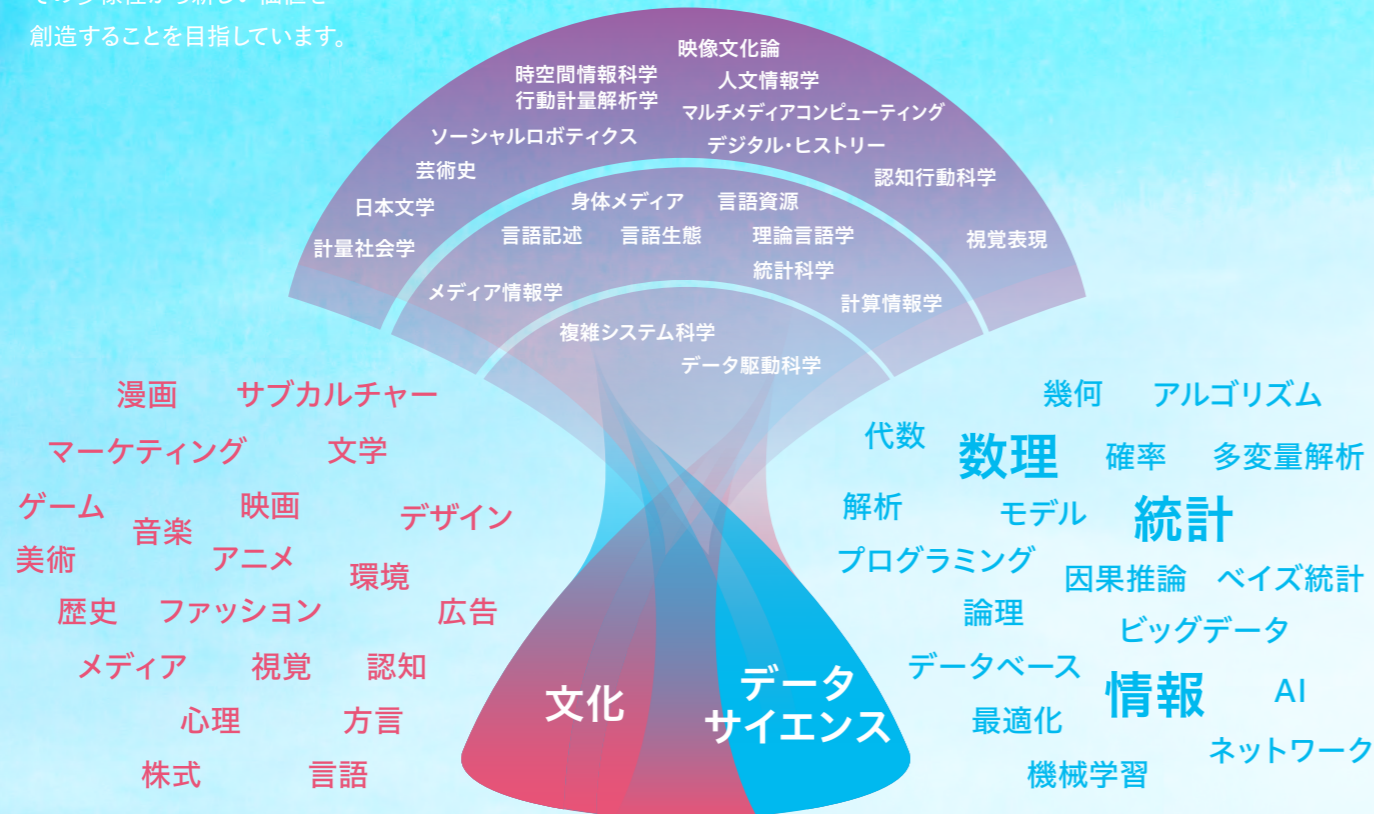 創造することを目指しています。
映像文化論
時空間情報科学
人文情報学
行動計量解析学
マルチメディアコンピューティング
ソーシャルロボティクス
デジタル・ヒストリー
芸術史
認知行動科学
日本文学
身体メディア
言語資源
計量社会学
言語記述
言語生態
理論言語学
視覚表現
統計科学
メディア情報学
計算情報学
複雑システム科学
データ駆動科学
漫画
サブカルチャー
マーケティング
文学
ゲーム
映画
デザイン
音楽
美術
アニメ
環境
歴史
ファッション
広告
メディア
視覚
認知
心理
方言
株式
言語
文化
データ
サイエンス
幾何
アルゴリズム
代数
数理
確率
多変量解析
解析
モデル
統計
プログラミング
因果推論
ベイズ統計
論理
ビッグデータ
データベース
情報
AI
最適化
ネットワーク
機械学習